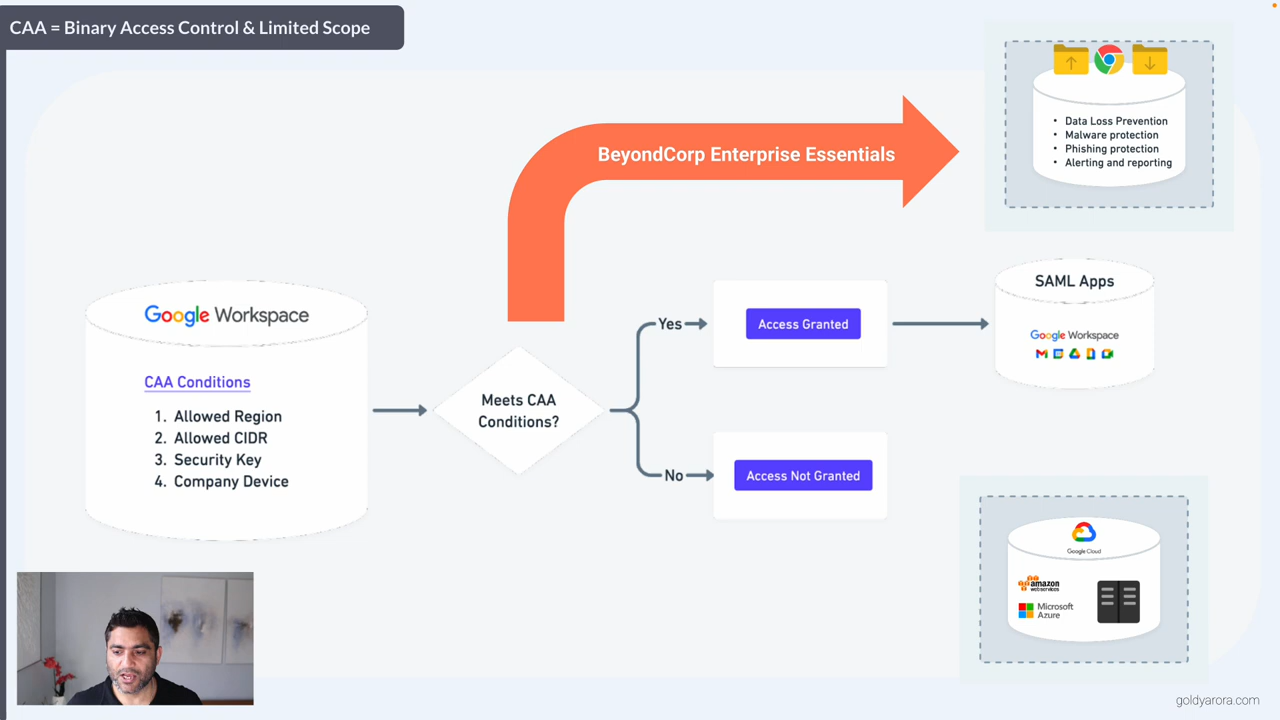 CAA = Binary Access Control & Limited Scope
BeyondCorp Enterprise Essentials
• Data Loss Prevention
• Malware protection
• Phishing protection
• Alerting and reporting
Google Workspace
CAA Conditions
1. Allowed Region
2. Allowed CIDR
3. Security Key
4. Company Device
Meets CAA
Conditions?
Yes
Access Granted
No
Access Not Granted
SAML Apps
Google Workspace
Google Cloud
amazon
webservices
Microsoft
Azure
goldyarora.com